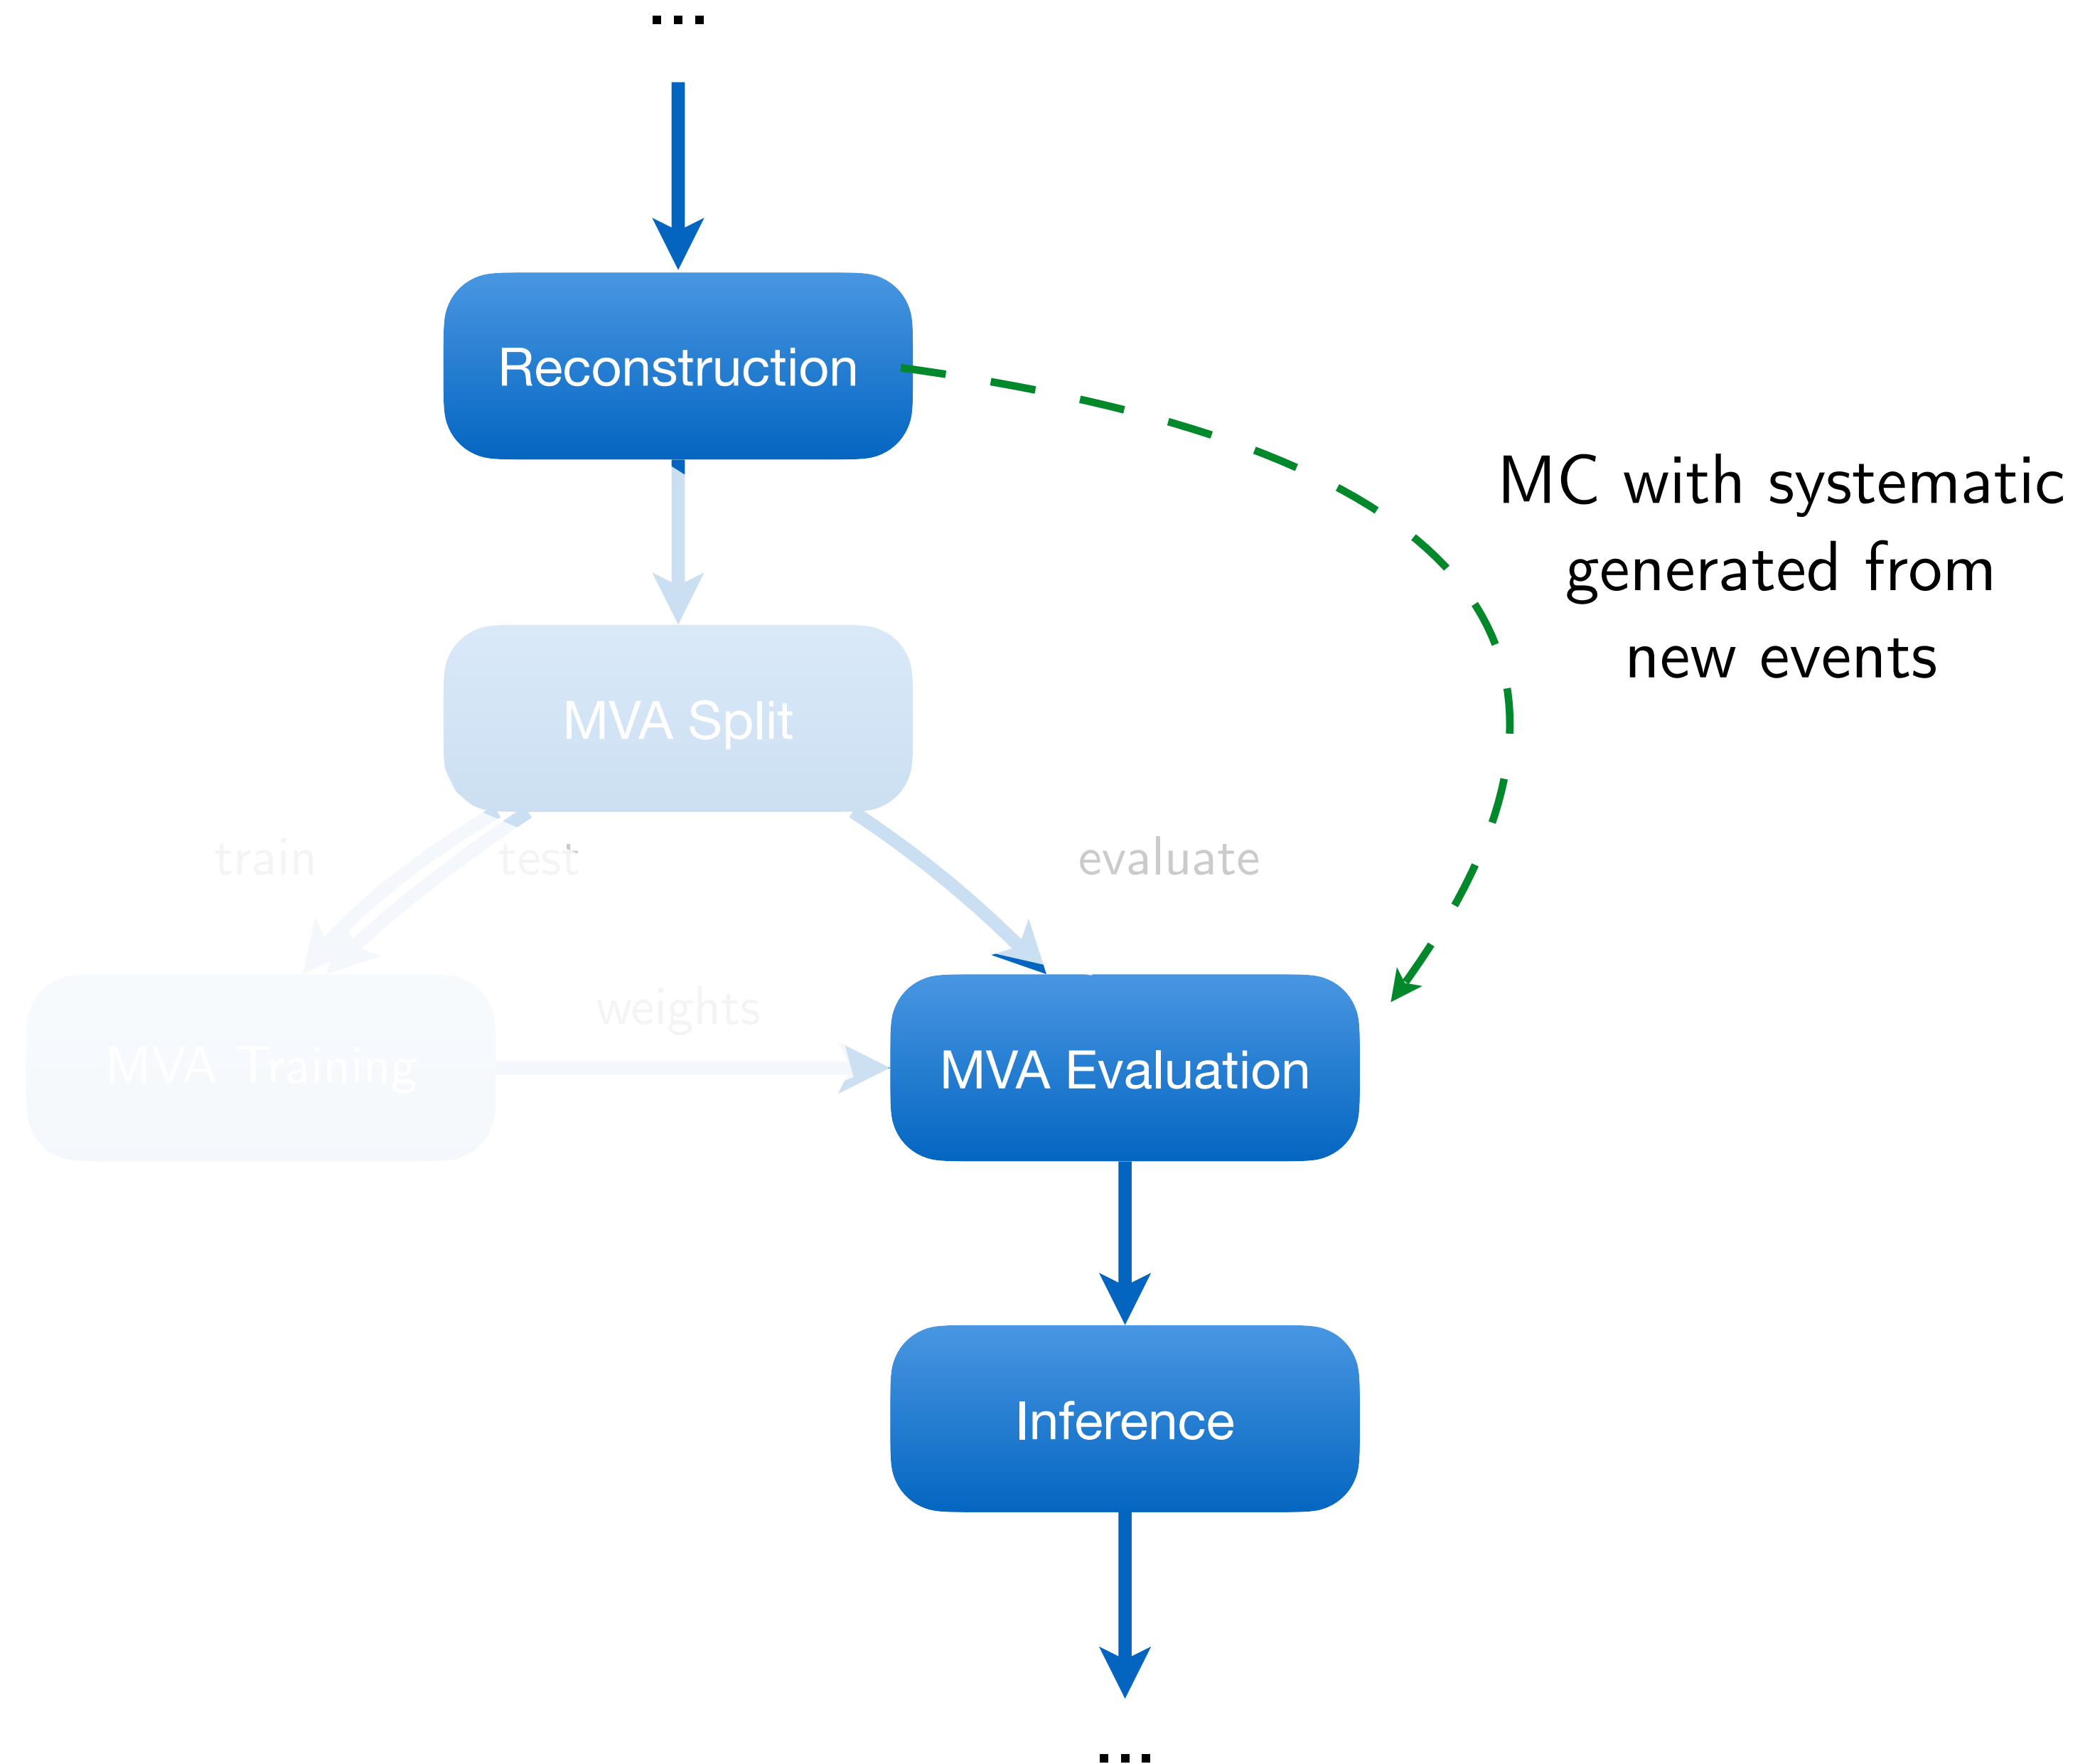 ...
Reconstruction
MC with systematic
generated from
new events
MVA Split
train
test
evaluate
weights
MVA Training
MVA Evaluation
Inference
...